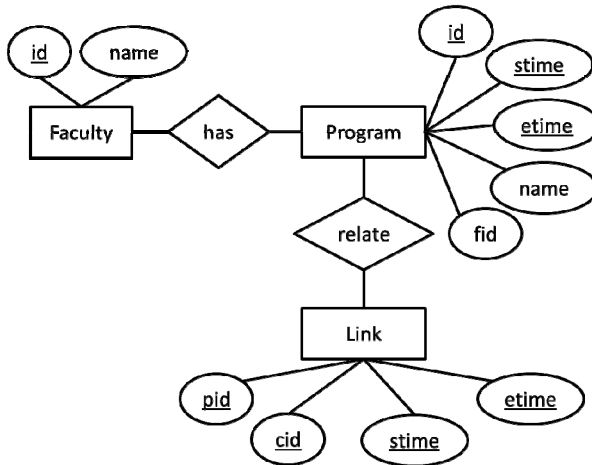 id
name
id
stime
etime
name
fid
Faculty
has
Program
relate
Link
pid
cid
stime
etime